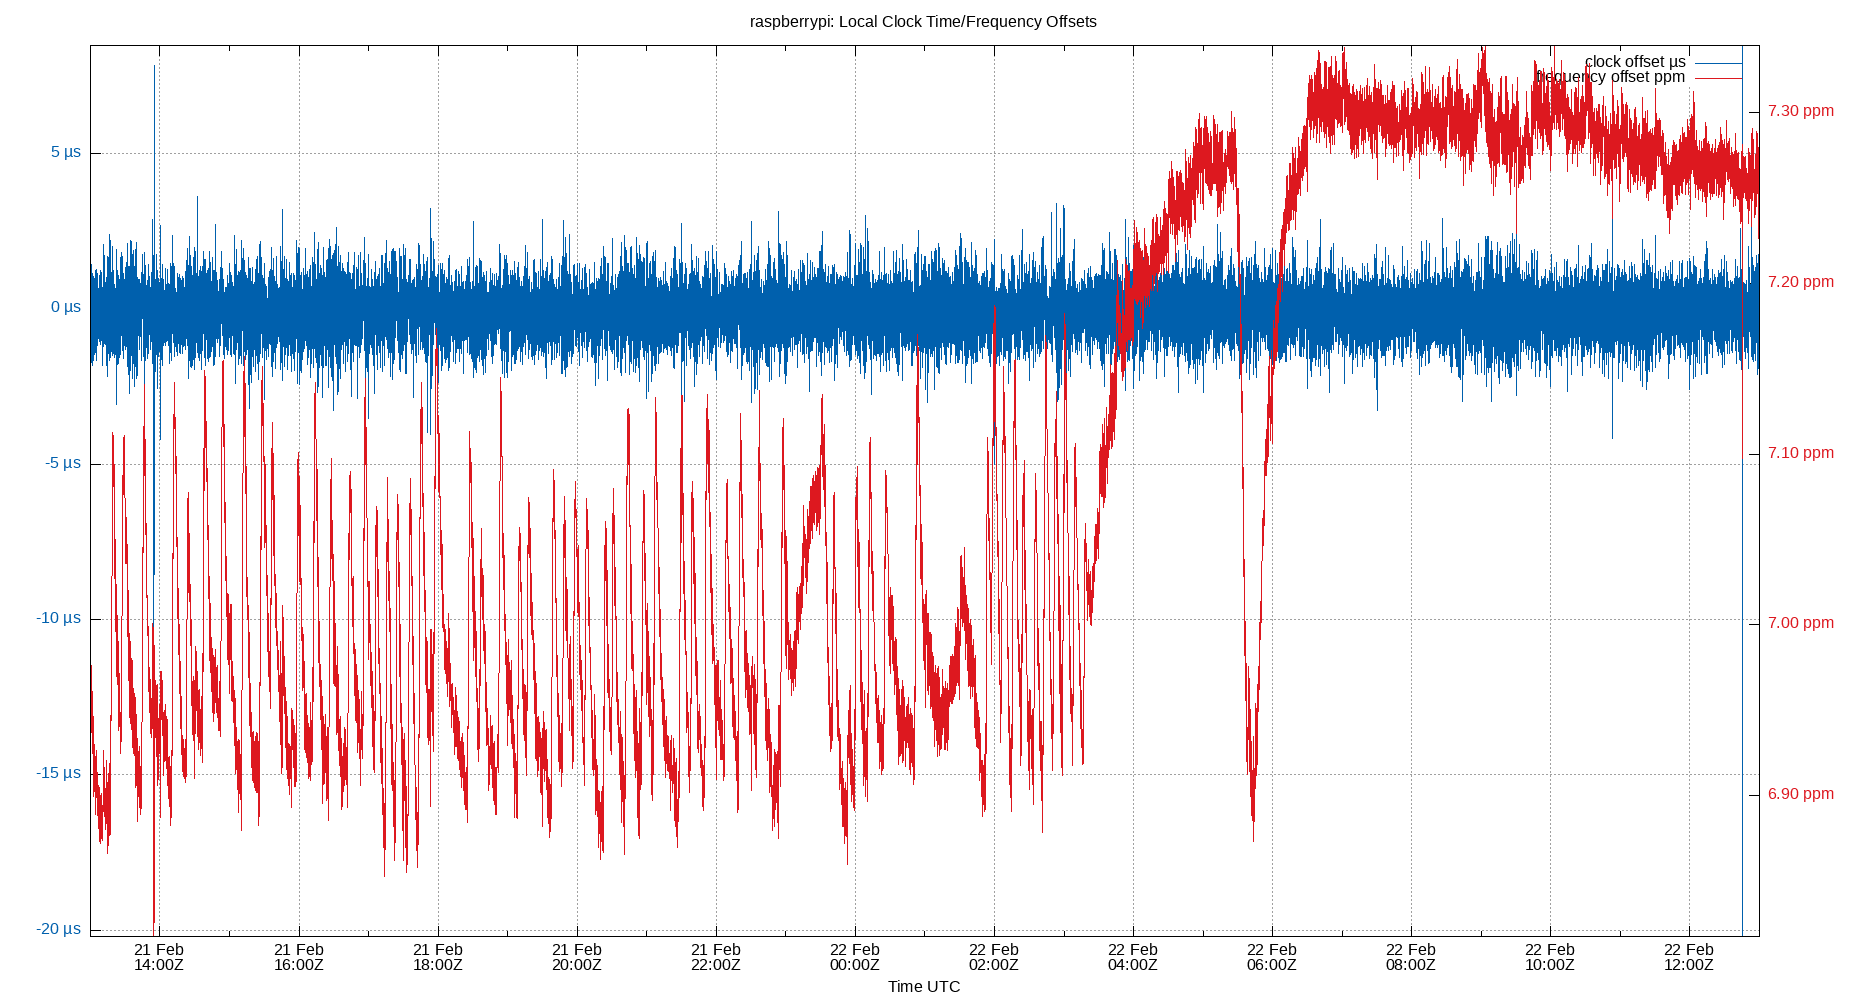 raspberrypi: Local Clock Time/Frequency Offsets
clock offset µs
frequency offset ppm
5 µs
0 µs
-5 µs
-10 µs
-15 µs
-20 µs
7.30 ppm
7.20 ppm
7.10 ppm
7.00 ppm
6.90 ppm
21 Feb
14:00Z
21 Feb
16:00Z
21 Feb
18:00Z
21 Feb
20:00Z
21 Feb
22:00Z
22 Feb
00:00Z
22 Feb
02:00Z
22 Feb
04:00Z
22 Feb
06:00Z
22 Feb
08:00Z
22 Feb
10:00Z
22 Feb
12:00Z
Time UTC